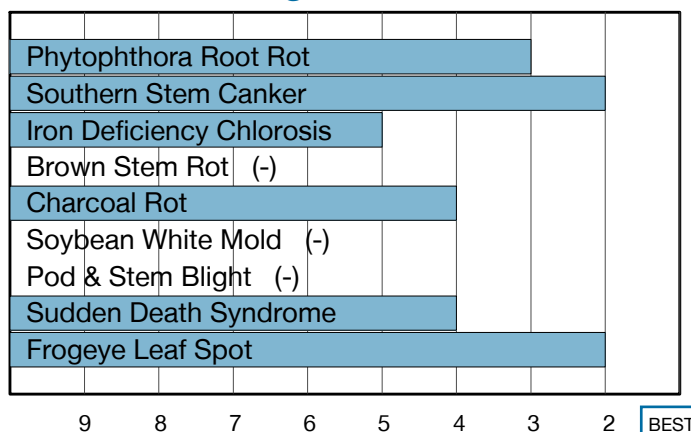 Phytophthora Root Rot
Southern Stem Canker
Iron Deficiency Chlorosis
Brown Stem Rot (-)
Charcoal Rot
Soybean White Mold (-)
Pod & Stem Blight (-)
Sudden Death Syndrome
Frogeye Leaf Spot
9 8 7 6 5 4 3 2 BEST